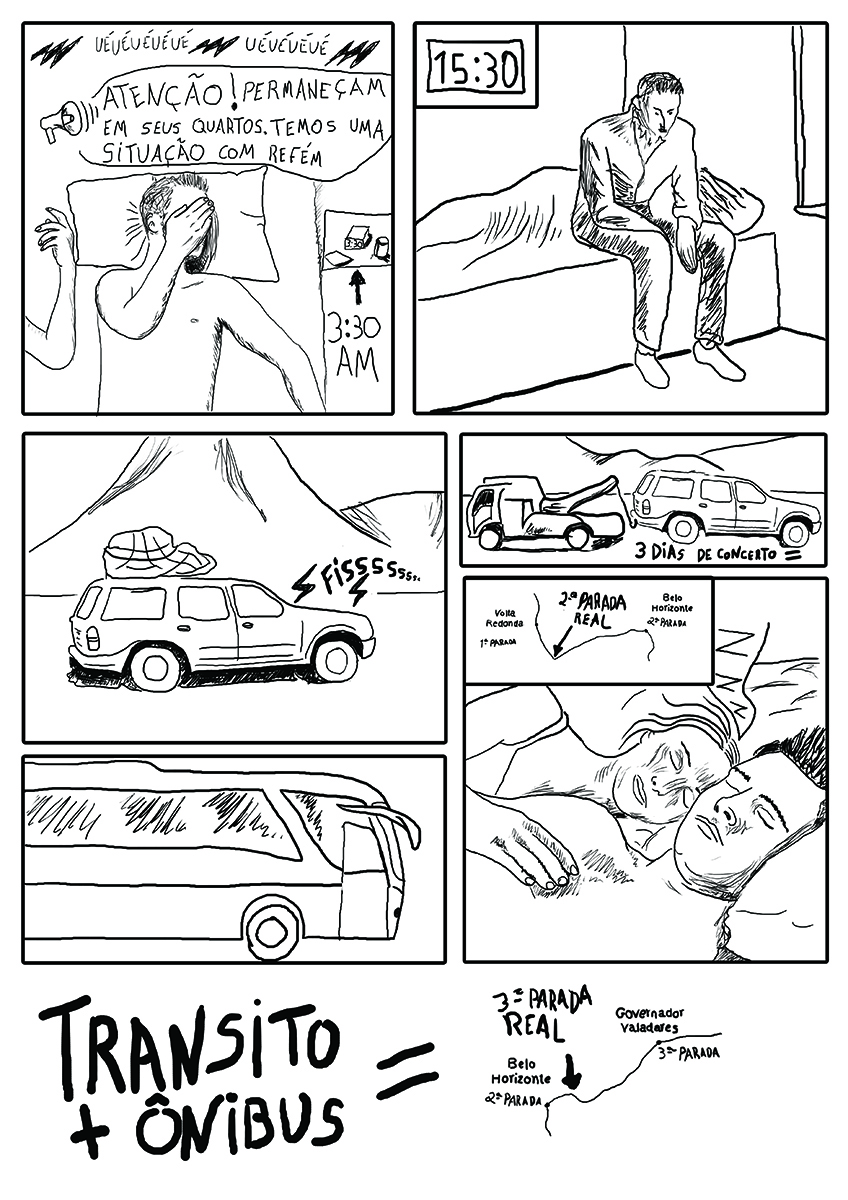 UÉUÉUÉUÉUÉ UÉUÉUÉUÉ
ATENÇÃO! PERMANEÇAM
EM SEUS QUARTOS. TEMOS UMA
SITUAÇÃO COM REFÉM
3:30
3:30
AM
15:30
FISSSSSSS...
3 DIAS DE CONCERTO =
Volta
Redonda
1ª PARADA
2ª PARADA
REAL
Belo
Horizonte
2ª PARADA
TRANSITO
+ ÔNIBUS
=
3ª PARADA
REAL
Governador
Valadares
3ª PARADA
Belo
Horizonte
2ª PARADA